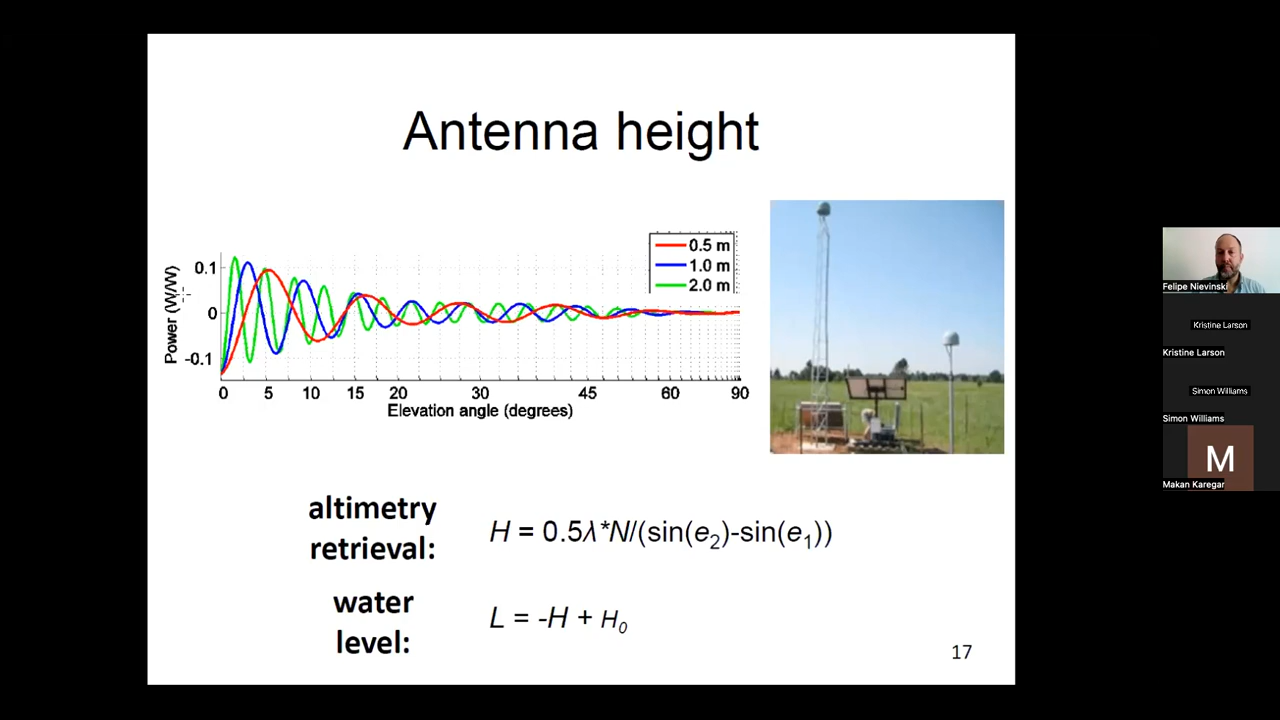 Antenna height
0.5 m
1.0 m
2.0 m
Power (W/W)
0.1
0
-0.1
0 5 10 15 20 30 45 60 90
Elevation angle (degrees)
altimetry
retrieval:
H = 0.5λ*N/(sin(e₂)-sin(e₁))
water
level:
L = -H + H₀
17
Felipe Nievinski
Kristine Larson
Kristine Larson
Simon Williams
Simon Williams
M
Makan Karegar